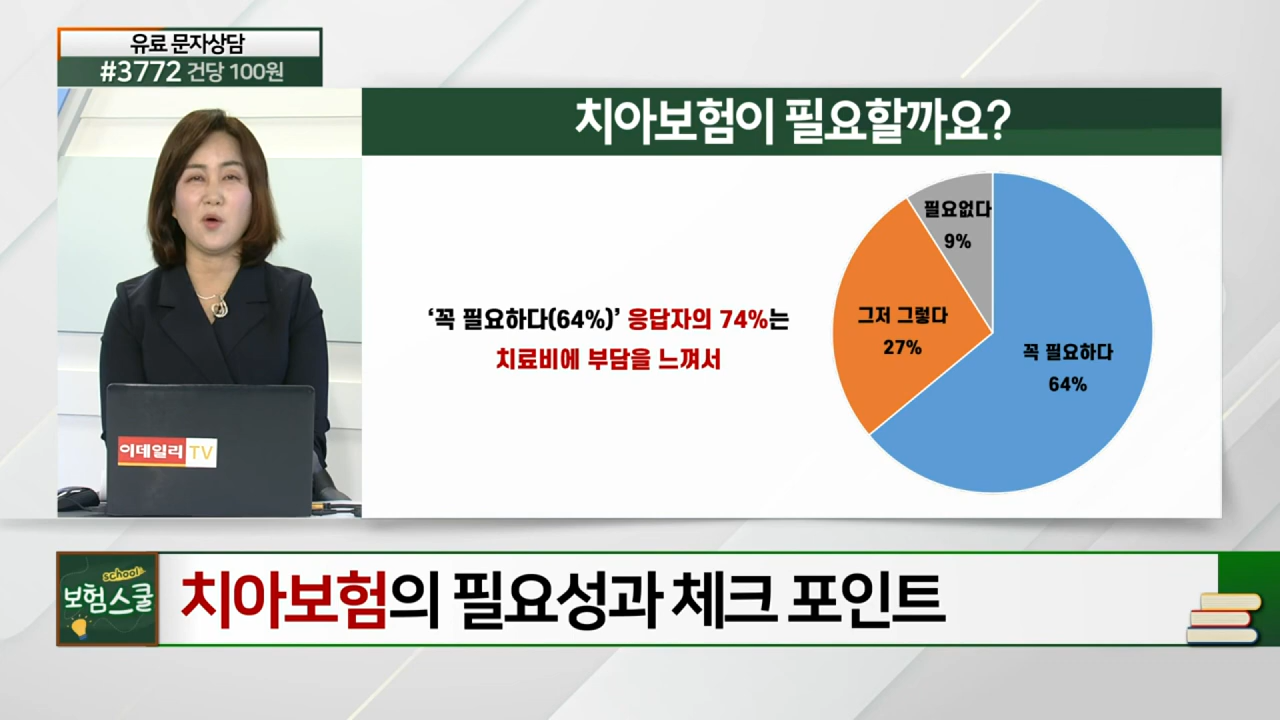 유료 문자상담
#3772 건당 100원
치아보험이 필요할까요?
필요없다
9%
그저 그렇다
27%
꼭 필요하다
64%
‘꼭 필요하다(64%)’ 응답자의 74%는
치료비에 부담을 느껴서
이데일리 TV
school
보험스쿨
치아보험의 필요성과 체크 포인트